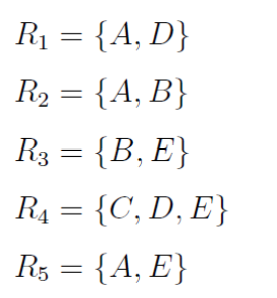 R₁ = {A, D}
R₂ = {A, B}
R₃ = {B, E}
R₄ = {C, D, E}
R₅ = {A, E}